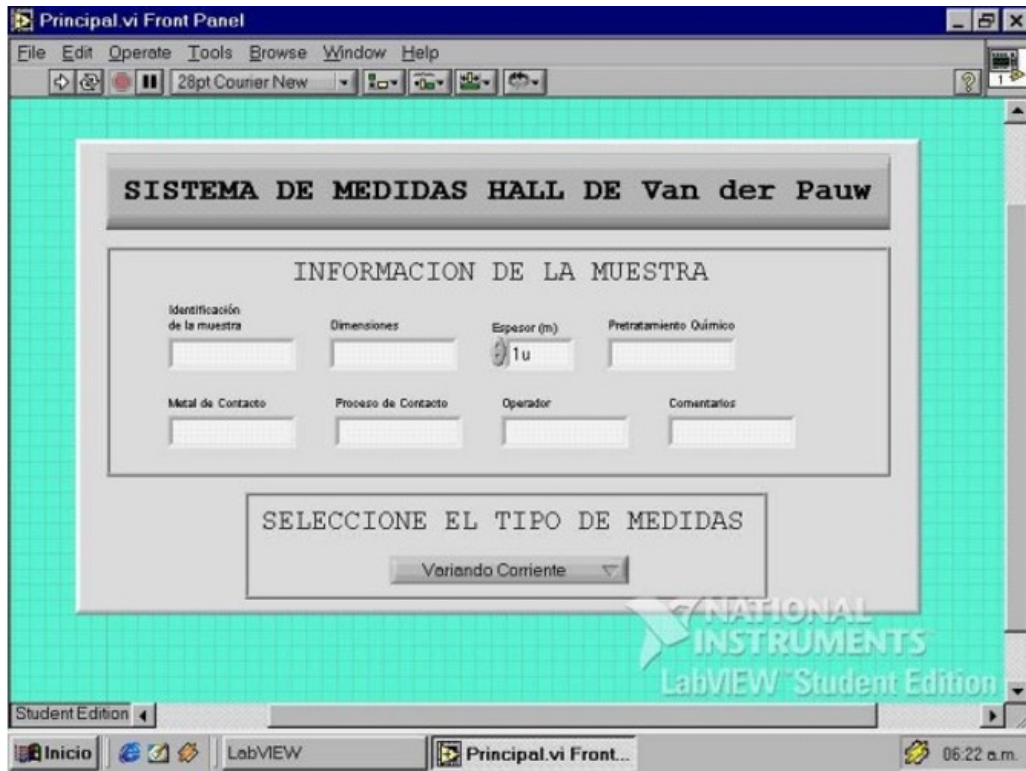 Principal.vi Front Panel
File Edit Operate Tools Browse Window Help
28pt Courier New
1
SISTEMA DE MEDIDAS HALL DE Van der Pauw
INFORMACION DE LA MUESTRA
Identificación
de la muestra
Dimensiones
Espesor (m)
Pretratamiento Químico
1u
Metal de Contacto
Proceso de Contacto
Operador
Comentarios
SELECCIONE EL TIPO DE MEDIDAS
Variando Corriente
NATIONAL
INSTRUMENTS
LabVIEW™ Student Edition
Student Edition
Inicio
LabVIEW
Principal.vi Front...
06:22 a.m.